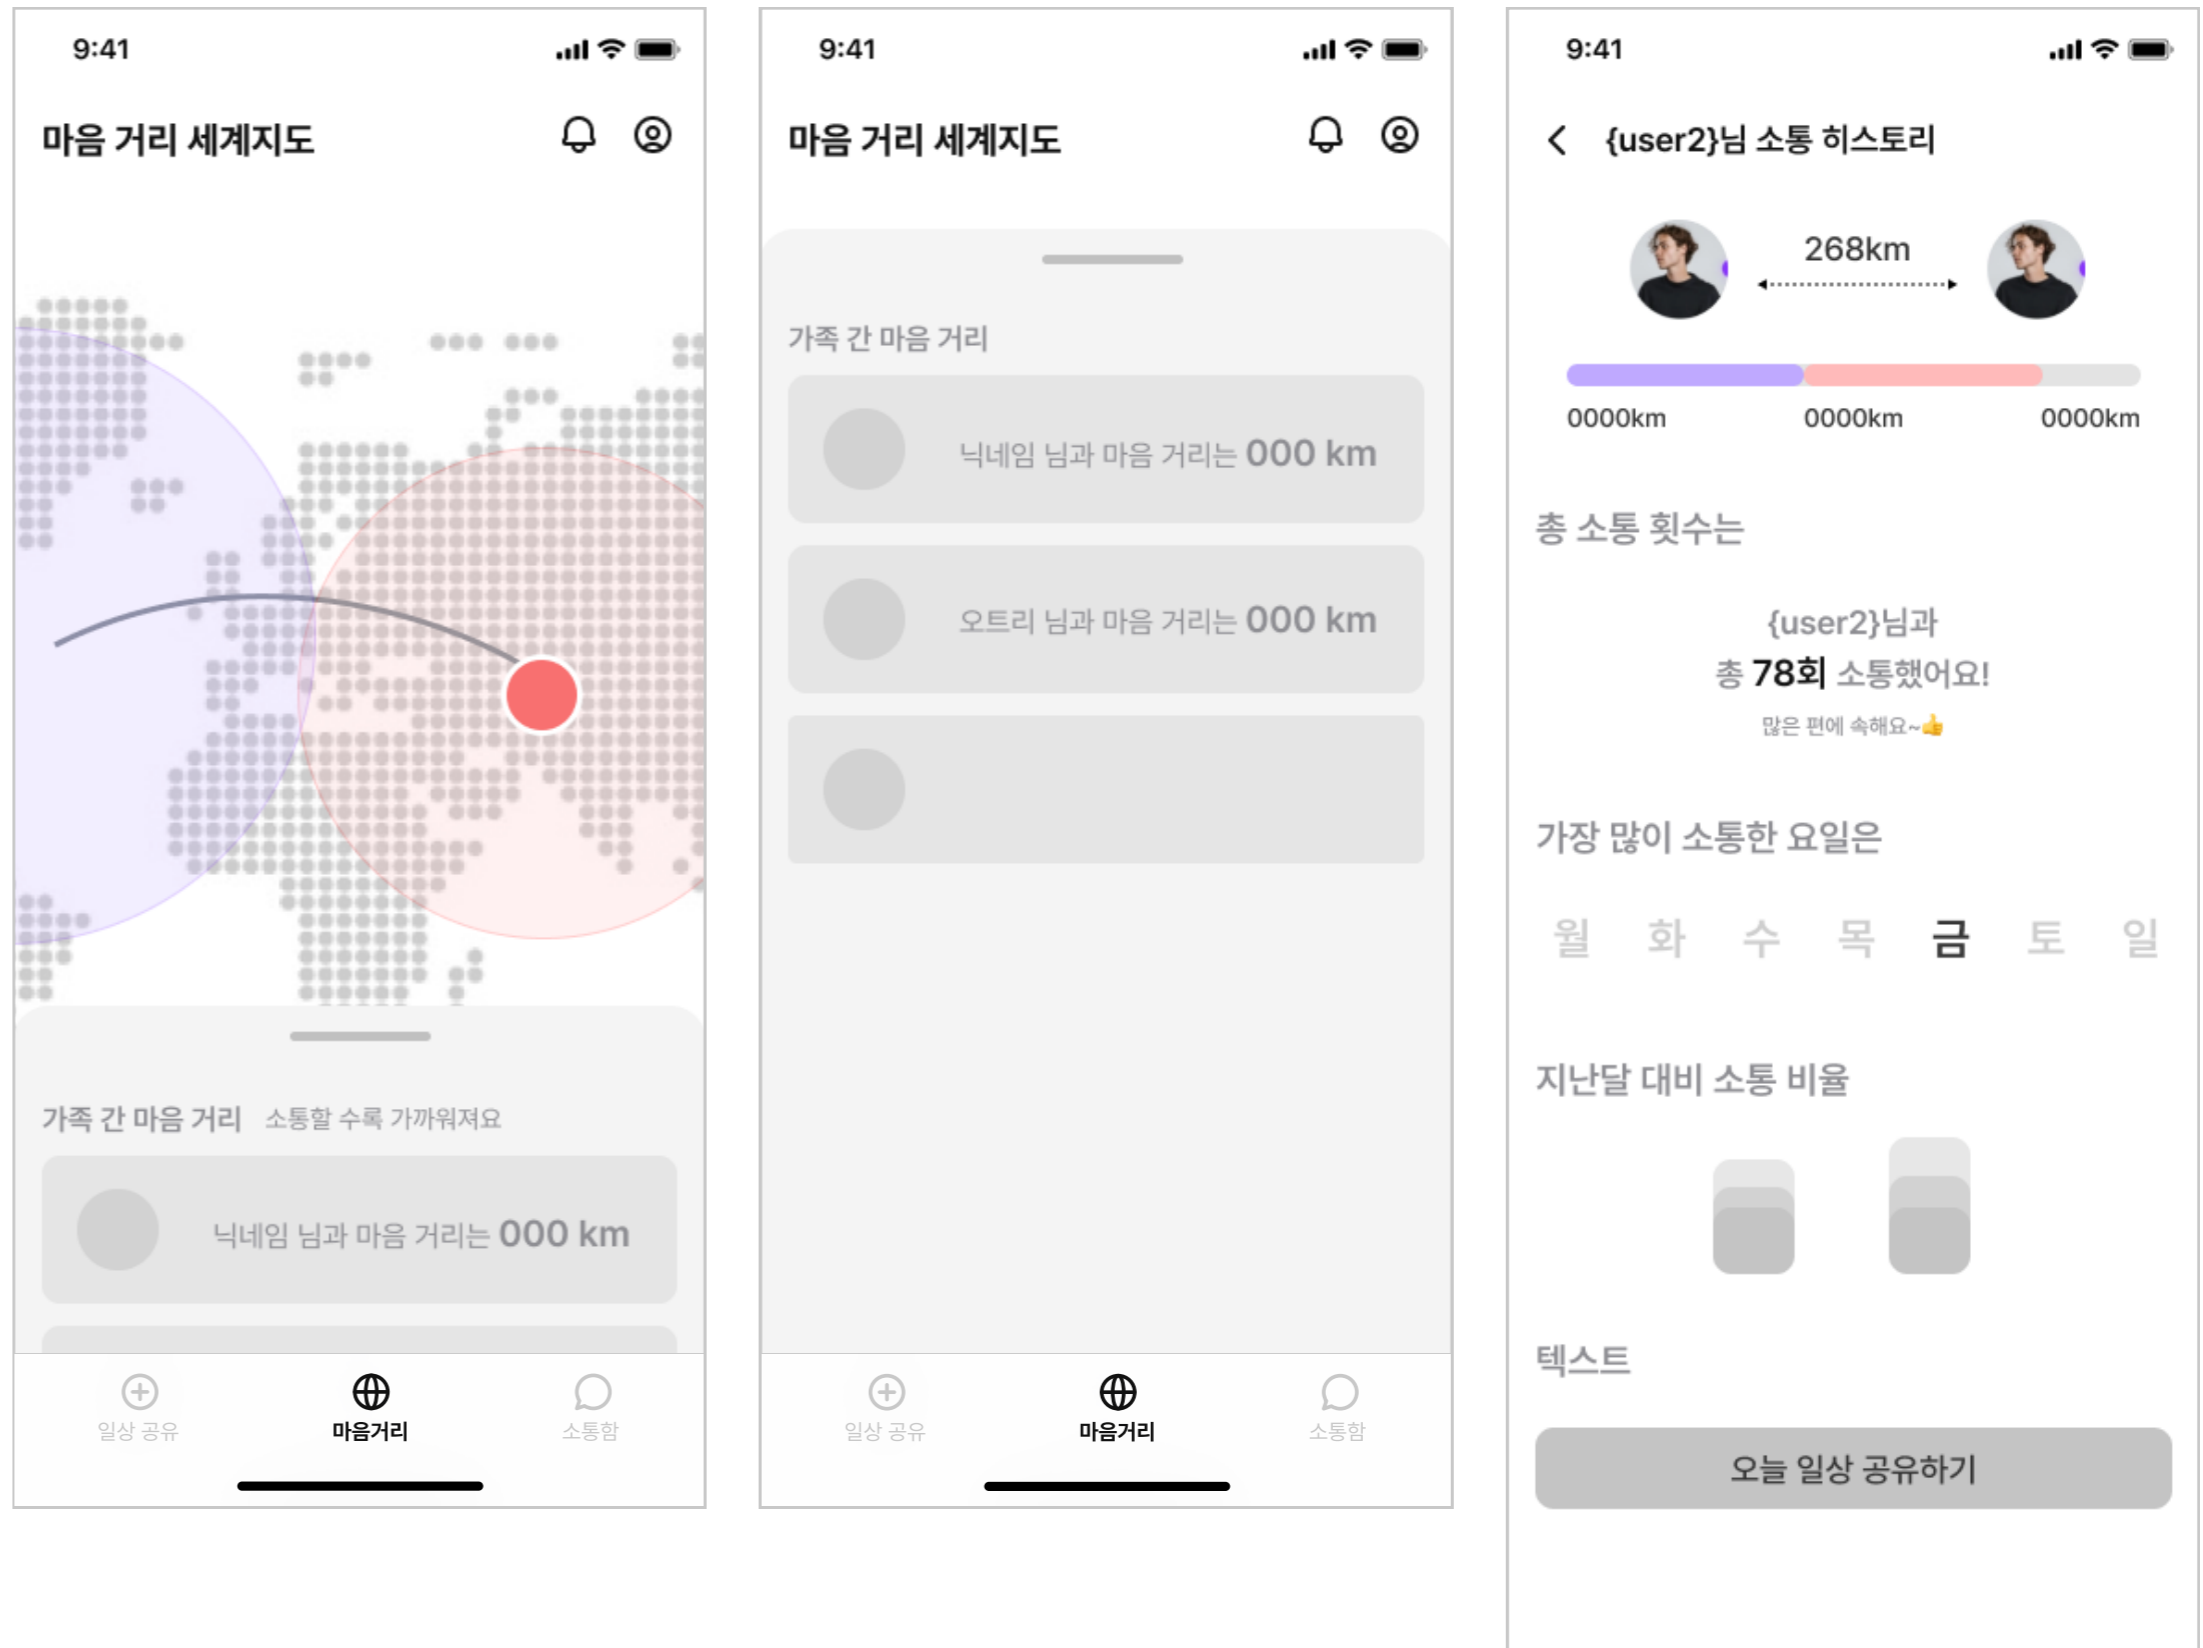 9:41
마음 거리 세계지도
가족 간 마음 거리 소통할 수록 가까워져요
닉네임 님과 마음 거리는 000 km
일상 공유 마음거리 소통함
9:41
마음 거리 세계지도
가족 간 마음 거리
닉네임 님과 마음 거리는 000 km
오트리 님과 마음 거리는 000 km
일상 공유 마음거리 소통함
9:41
{user2}님 소통 히스토리
268km
0000km 0000km 0000km
총 소통 횟수는
{user2}님과
총 78회 소통했어요!
많은 편에 속해요~👍
가장 많이 소통한 요일은
월 화 수 목 금 토 일
지난달 대비 소통 비율
텍스트
오늘 일상 공유하기